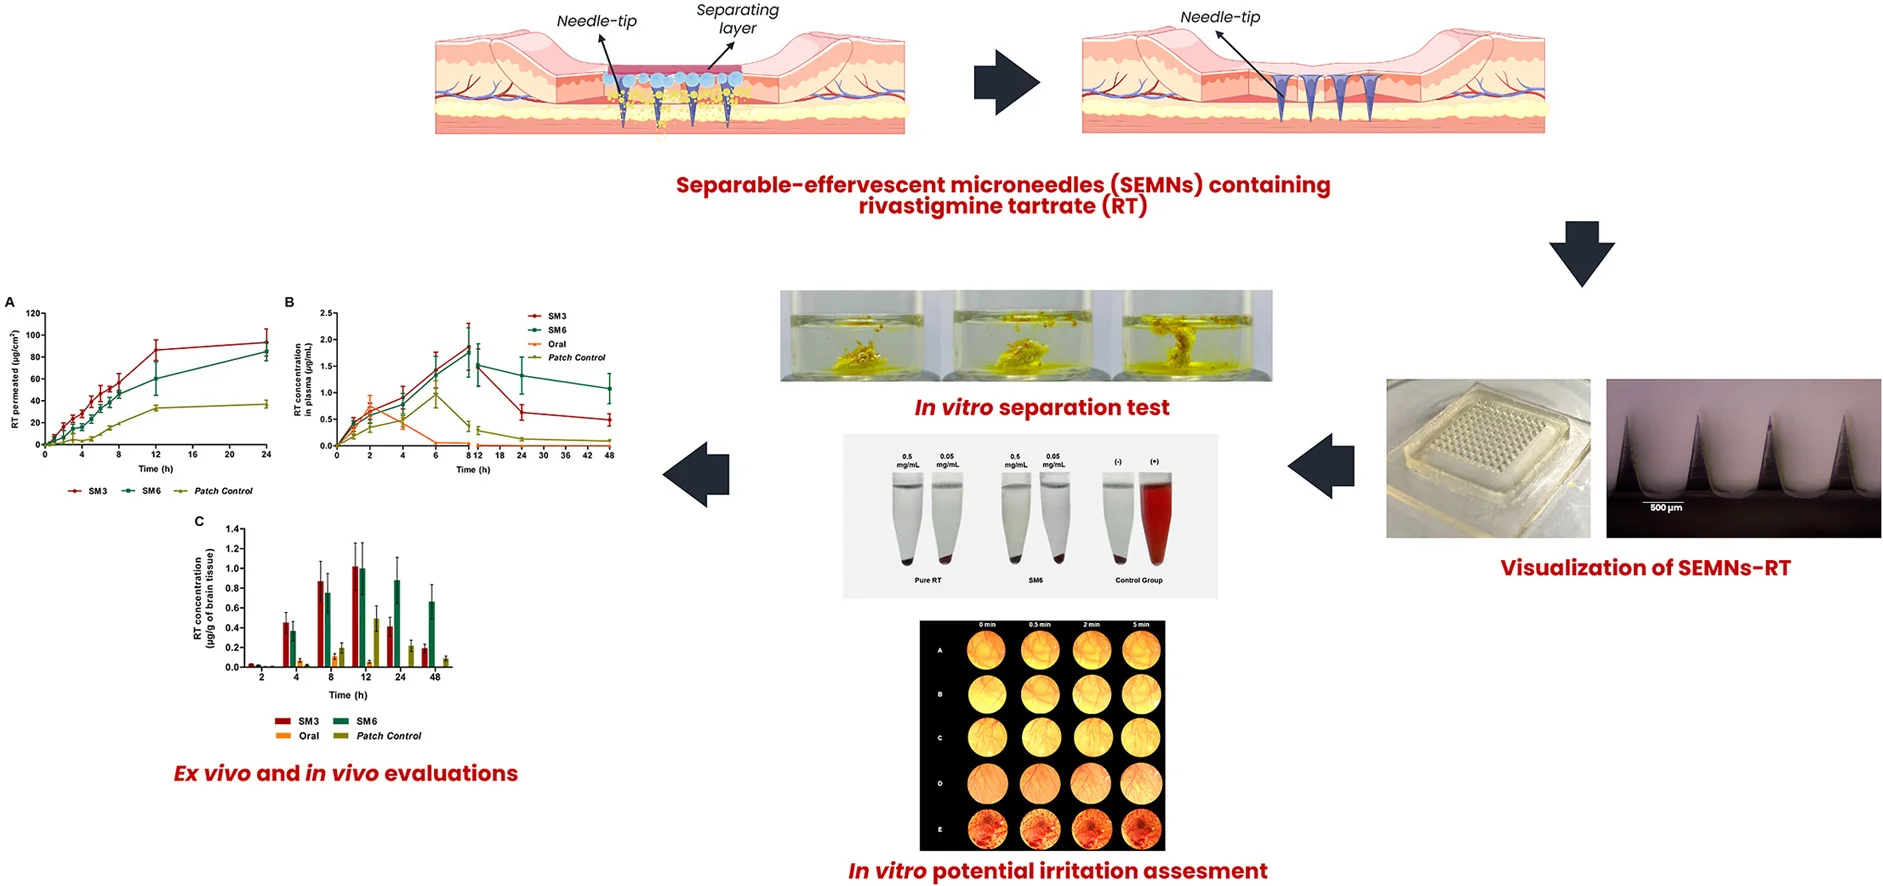 Needle-tip
Separating
layer
Needle-tip
Separable-effervescent microneedles (SEMNs) containing
rivastigmine tartrate (RT)
A
RT permeated (µg/cm²)
120
100
80
60
40
20
0
0 4 8 12 16 20 24
Time (h)
SM3 SM6 Patch Control
B
RT concentration
in plasma (µg/mL)
2.5
2.0
1.5
1.0
0.5
0.0
0 2 4 6 8 12 18 24 30 36 42 48
Time (h)
SM3
SM6
Oral
Patch Control
C
RT concentration
(µg/g of brain tissue)
1.4
1.2
1.0
0.8
0.6
0.4
0.2
0.0
2 4 8 12 24 48
Time (h)
SM3 SM6
Oral Patch Control
Ex vivo and in vivo evaluations
In vitro separation test
0.5 0.05 0.5 0.05 (-) (+)
mg/mL mg/mL mg/mL mg/mL
Pure RT SM6 Control Group
0 min 0.5 min 2 min 5 min
A
B
C
D
E
In vitro potential irritation assesment
500 µm
Visualization of SEMNs-RT